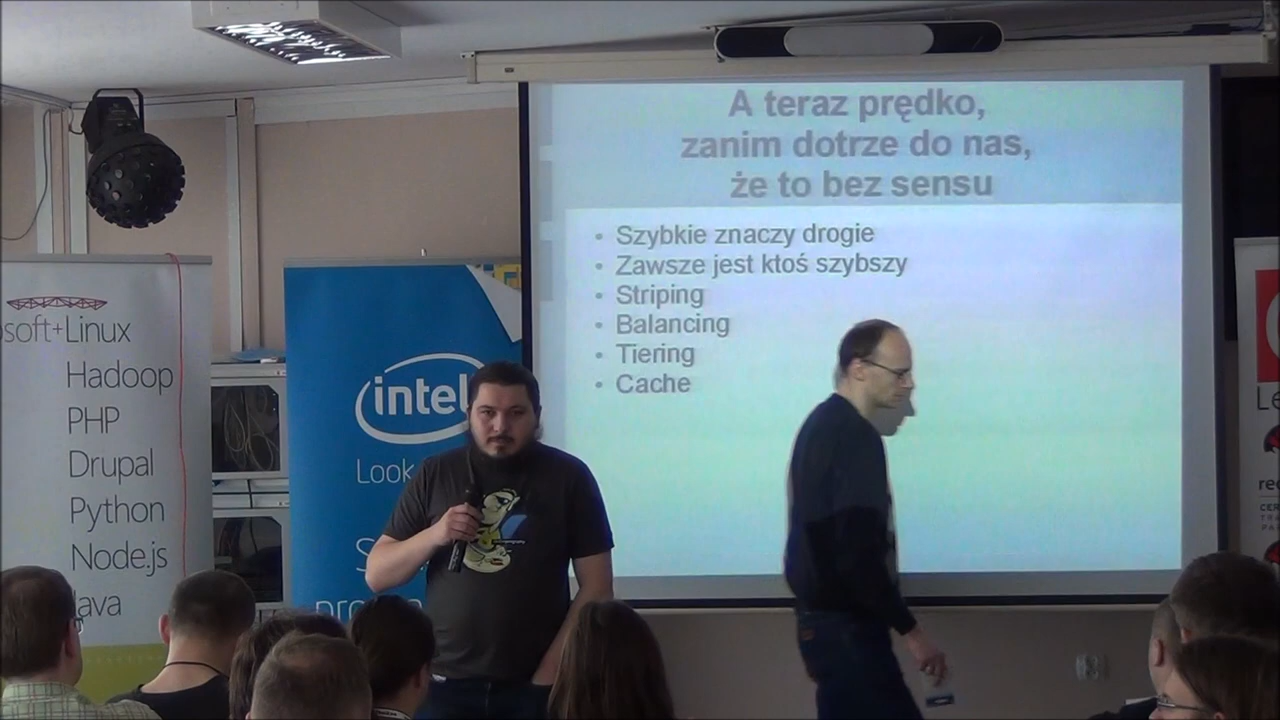 A teraz prędko,
zanim dotrze do nas,
że to bez sensu
• Szybkie znaczy drogie
• Zawsze jest ktoś szybszy
• Striping
• Balancing
• Tiering
• Cache
osoft+Linux
Hadoop
PHP
Drupal
Python
Node.js
Java
intel
Look